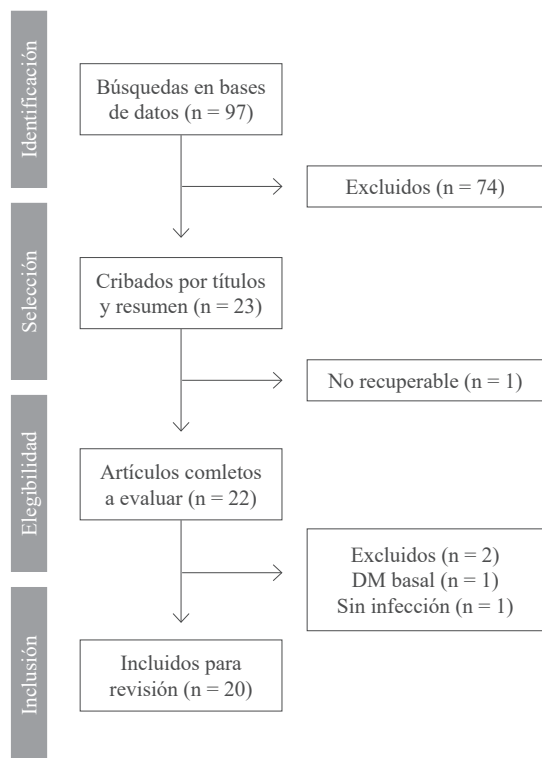 Identificación
Búsquedas en bases
de datos (n = 97)
Excluidos (n = 74)
Selección
Cribados por títulos
y resumen (n = 23)
No recuperable (n = 1)
Elegibilidad
Artículos comletos
a evaluar (n = 22)
Excluidos (n = 2)
DM basal (n = 1)
Sin infección (n = 1)
Inclusión
Incluidos para
revisión (n = 20)